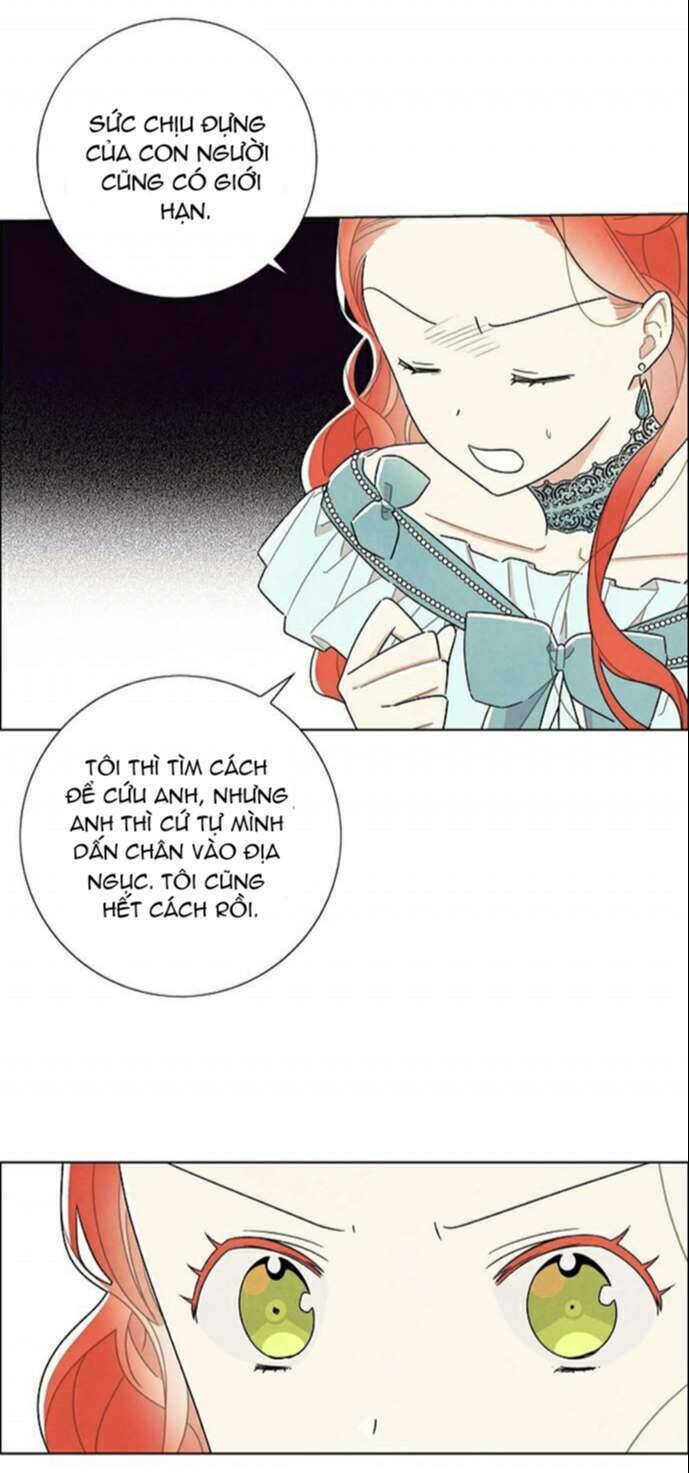 SỨC CHỊU ĐỰNG
CỦA CON NGƯỜI
CŨNG CÓ GIỚI
HẠN.
TÔI THÌ TÌM CÁCH
ĐỂ CỨU ANH, NHƯNG
ANH THÌ CỨ TỰ MÌNH
DẤN CHÂN VÀO ĐỊA
NGỤC. TÔI CŨNG
HẾT CÁCH RỒI.